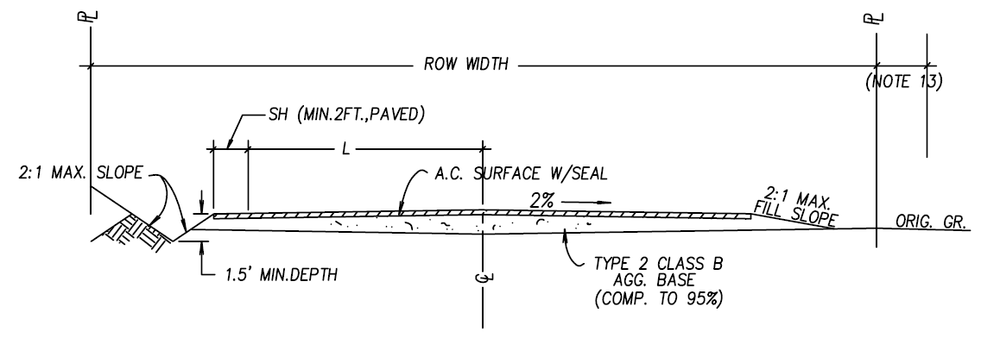 PL
PL
ROW WIDTH
(NOTE 13)
SH (MIN.2FT.,PAVED)
L
2:1 MAX. SLOPE
A.C. SURFACE W/SEAL
2%
2:1 MAX.
FILL SLOPE
ORIG. GR.
1.5' MIN.DEPTH
CL
TYPE 2 CLASS B
AGG. BASE
(COMP. TO 95%)